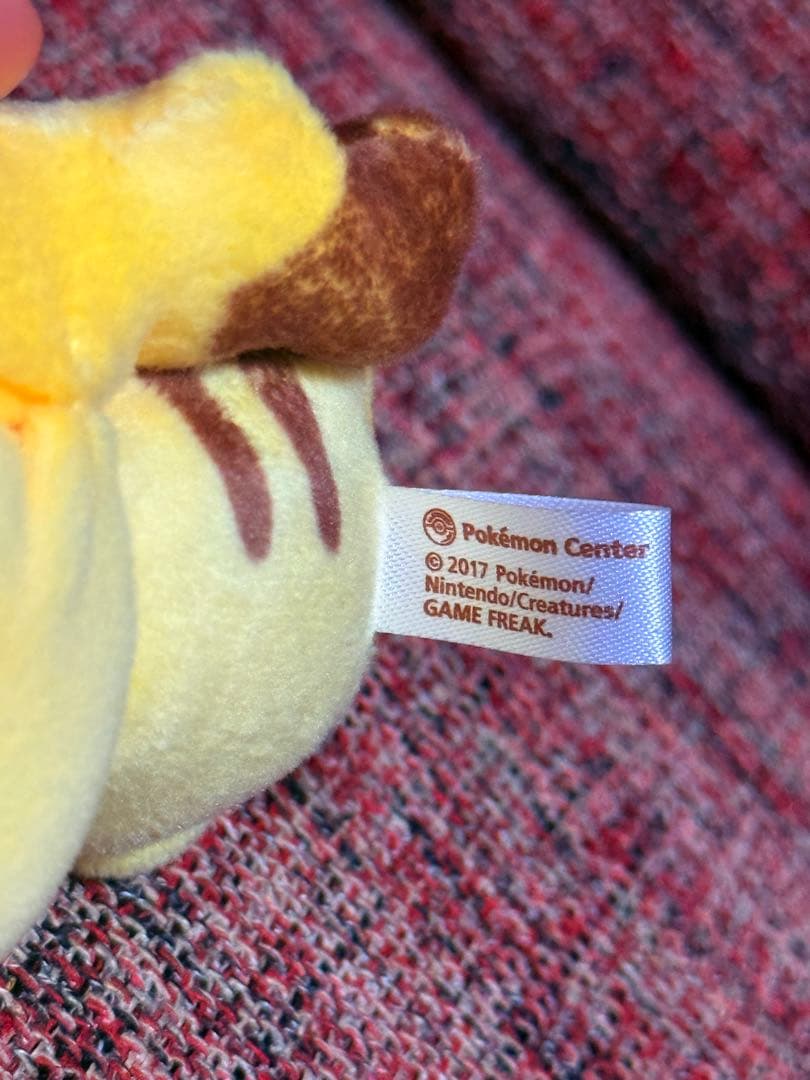 Pokémon Center
© 2017 Pokémon/
Nintendo/Creatures/
GAME FREAK.